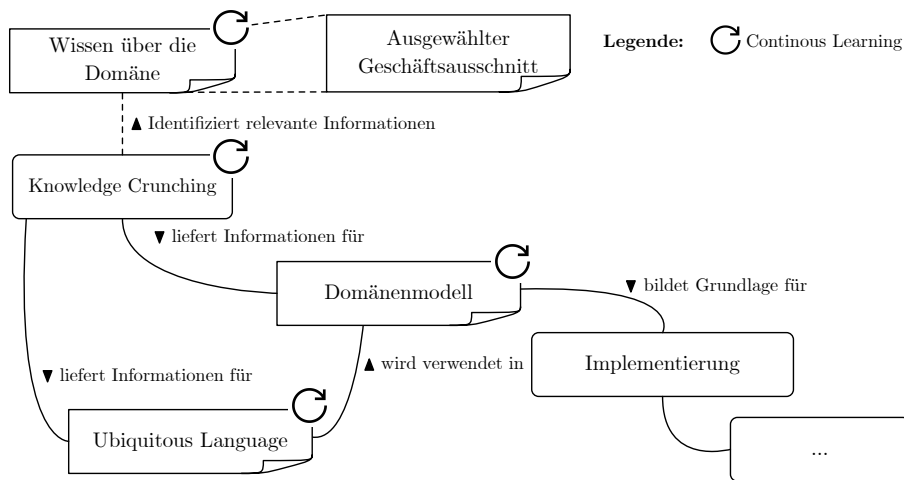 Wissen über die
Domäne
Ausgewählter
Geschäftsausschnitt
Legende:
Continous Learning
▲ Identifiziert relevante Informationen
Knowledge Crunching
▼ liefert Informationen für
Domänenmodell
▼ bildet Grundlage für
▼ liefert Informationen für
▲ wird verwendet in
Implementierung
Ubiquitous Language
...